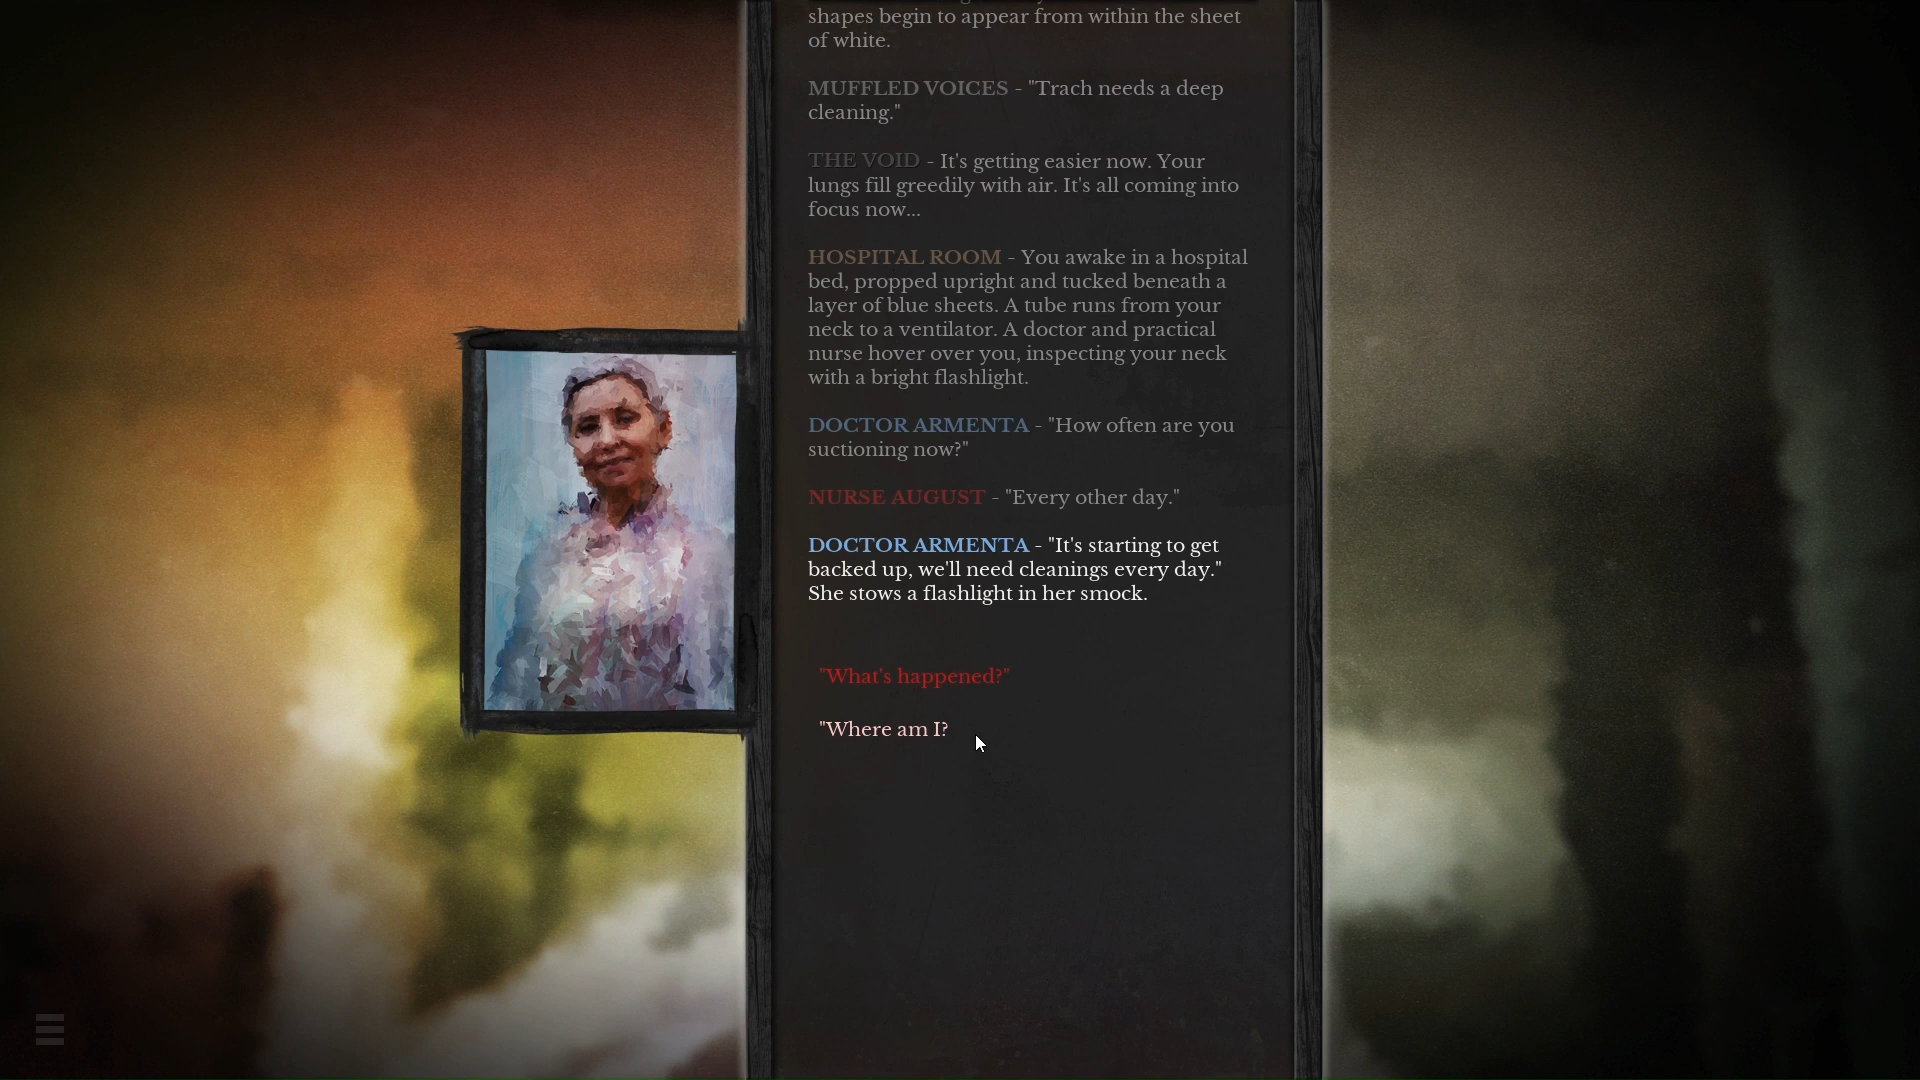 shapes begin to appear from within the sheet
of white.
MUFFLED VOICES - "Trach needs a deep
cleaning."
THE VOID - It's getting easier now. Your
lungs fill greedily with air. It's all coming into
focus now...
HOSPITAL ROOM - You awake in a hospital
bed, propped upright and tucked beneath a
layer of blue sheets. A tube runs from your
neck to a ventilator. A doctor and practical
nurse hover over you, inspecting your neck
with a bright flashlight.
DOCTOR ARMENTA - "How often are you
suctioning now?"
NURSE AUGUST - "Every other day."
DOCTOR ARMENTA - "It's starting to get
backed up, we'll need cleanings every day."
She stows a flashlight in her smock.
"What's happened?"
"Where am I?